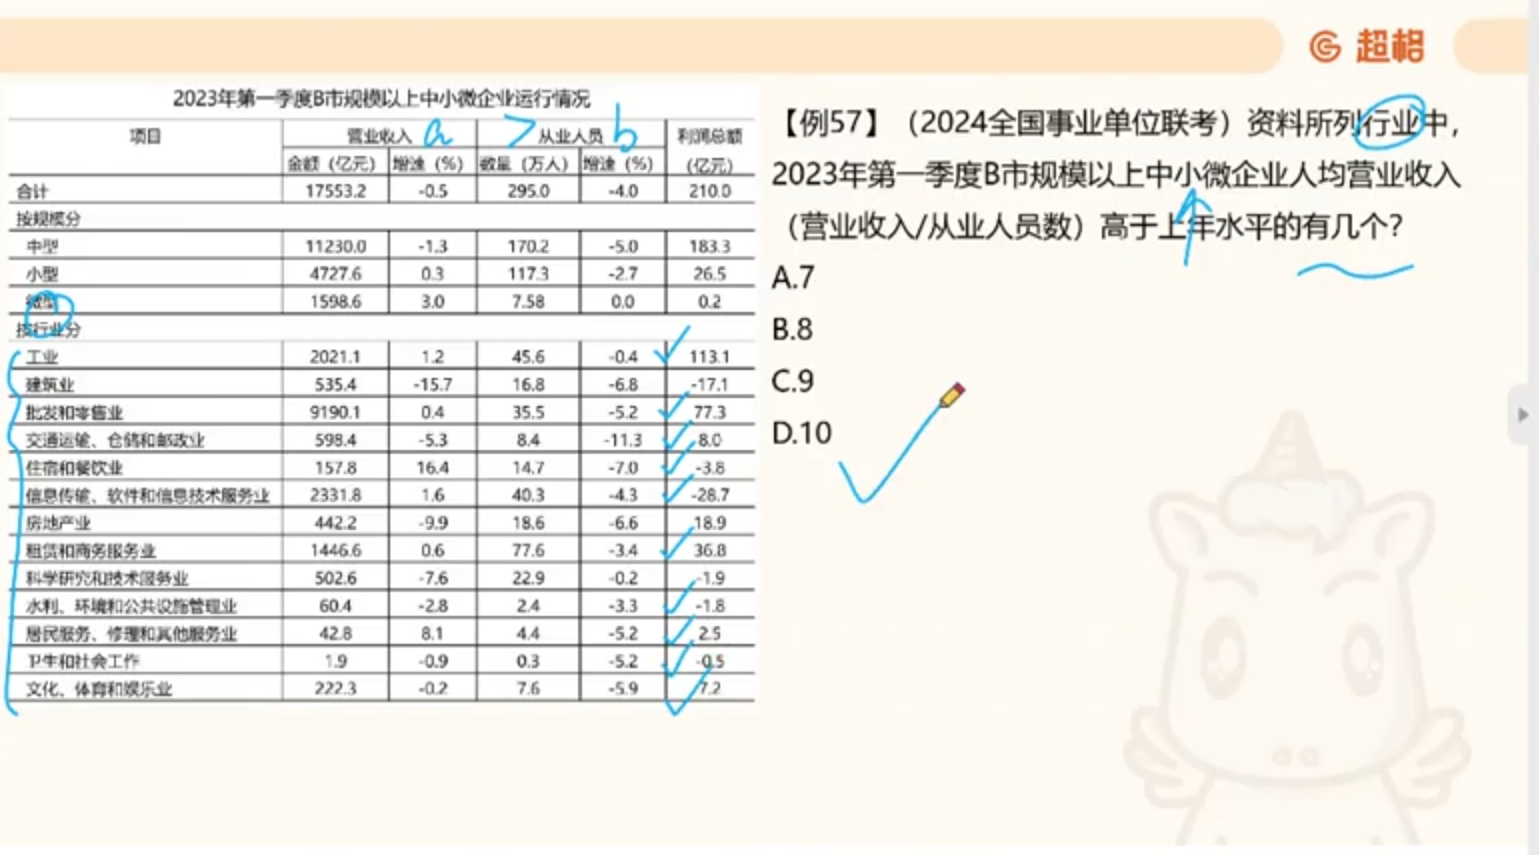 超格
2023年第一季度B市规模以上中小微企业运行情况
项目 营业收入 a > 从业人员 b 利润总额
金额（亿元） 增速（%） 数量（万人） 增速（%） （亿元）
合计 17553.2 -0.5 295.0 -4.0 210.0
按规模分
中型 11230.0 -1.3 170.2 -5.0 183.3
小型 4727.6 0.3 117.3 -2.7 26.5
微型 1598.6 3.0 7.58 0.0 0.2
按行业分
工业 2021.1 1.2 45.6 -0.4 113.1
建筑业 535.4 -15.7 16.8 -6.8 -17.1
批发和零售业 9190.1 0.4 35.5 -5.2 77.3
交通运输、仓储和邮政业 598.4 -5.3 8.4 -11.3 8.0
住宿和餐饮业 157.8 16.4 14.7 -7.0 -3.8
信息传输、软件和信息技术服务业 2331.8 1.6 40.3 -4.3 -28.7
房地产业 442.2 -9.9 18.6 -6.6 18.9
租赁和商务服务业 1446.6 0.6 77.6 -3.4 36.8
科学研究和技术服务业 502.6 -7.6 22.9 -0.2 -1.9
水利、环境和公共设施管理业 60.4 -2.8 2.4 -3.3 -1.8
居民服务、修理和其他服务业 42.8 8.1 4.4 -5.2 2.5
卫生和社会工作 1.9 -0.9 0.3 -5.2 -0.5
文化、体育和娱乐业 222.3 -0.2 7.6 -5.9 7.2
【例57】（2024全国事业单位联考）资料所列行业中，
2023年第一季度B市规模以上中小微企业人均营业收入
（营业收入/从业人员数）高于上年水平的有几个？
A.7
B.8
C.9
D.10